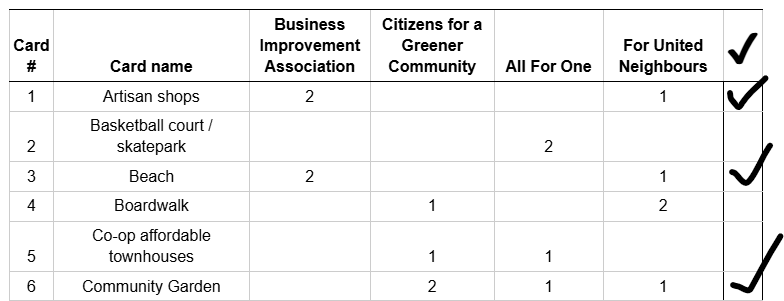 Card # Card name Business Improvement Association Citizens for a Greener Community All For One For United Neighbours ✓
1 Artisan shops 2 1 ✓
2 Basketball court / skatepark 2
3 Beach 2 1 ✓
4 Boardwalk 1 2
5 Co-op affordable townhouses 1 1
6 Community Garden 2 1 1 ✓